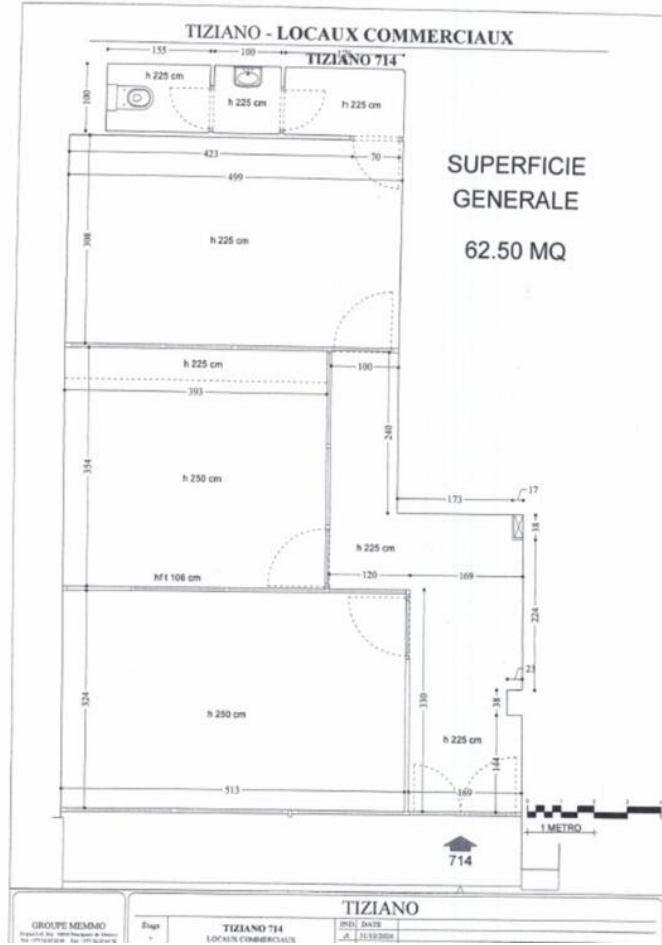 TIZIANO - LOCAUX COMMERCIAUX
TIZIANO 714
155
100
h 225 cm
h 225 cm
h 225 cm
100
423
70
499
308
h 225 cm
SUPERFICIE
GENERALE
62.50 MQ
h 225 cm
100
393
240
354
h 250 cm
173
17
38
h 225 cm
hf t 106 cm
120
169
224
23
324
330
38
h 250 cm
h 225 cm
144
513
169
1 METRO
714
TIZIANO
GROUPE MEMMO
Étage
-
TIZIANO 714
LOCAUX COMMERCIAUX
IND.
DATE
A